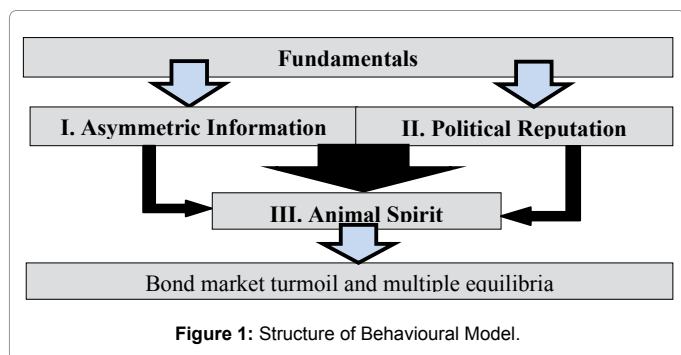 Fundamentals
I. Asymmetric Information
II. Political Reputation
III. Animal Spirit
Bond market turmoil and multiple equilibria
Figure 1: Structure of Behavioural Model.